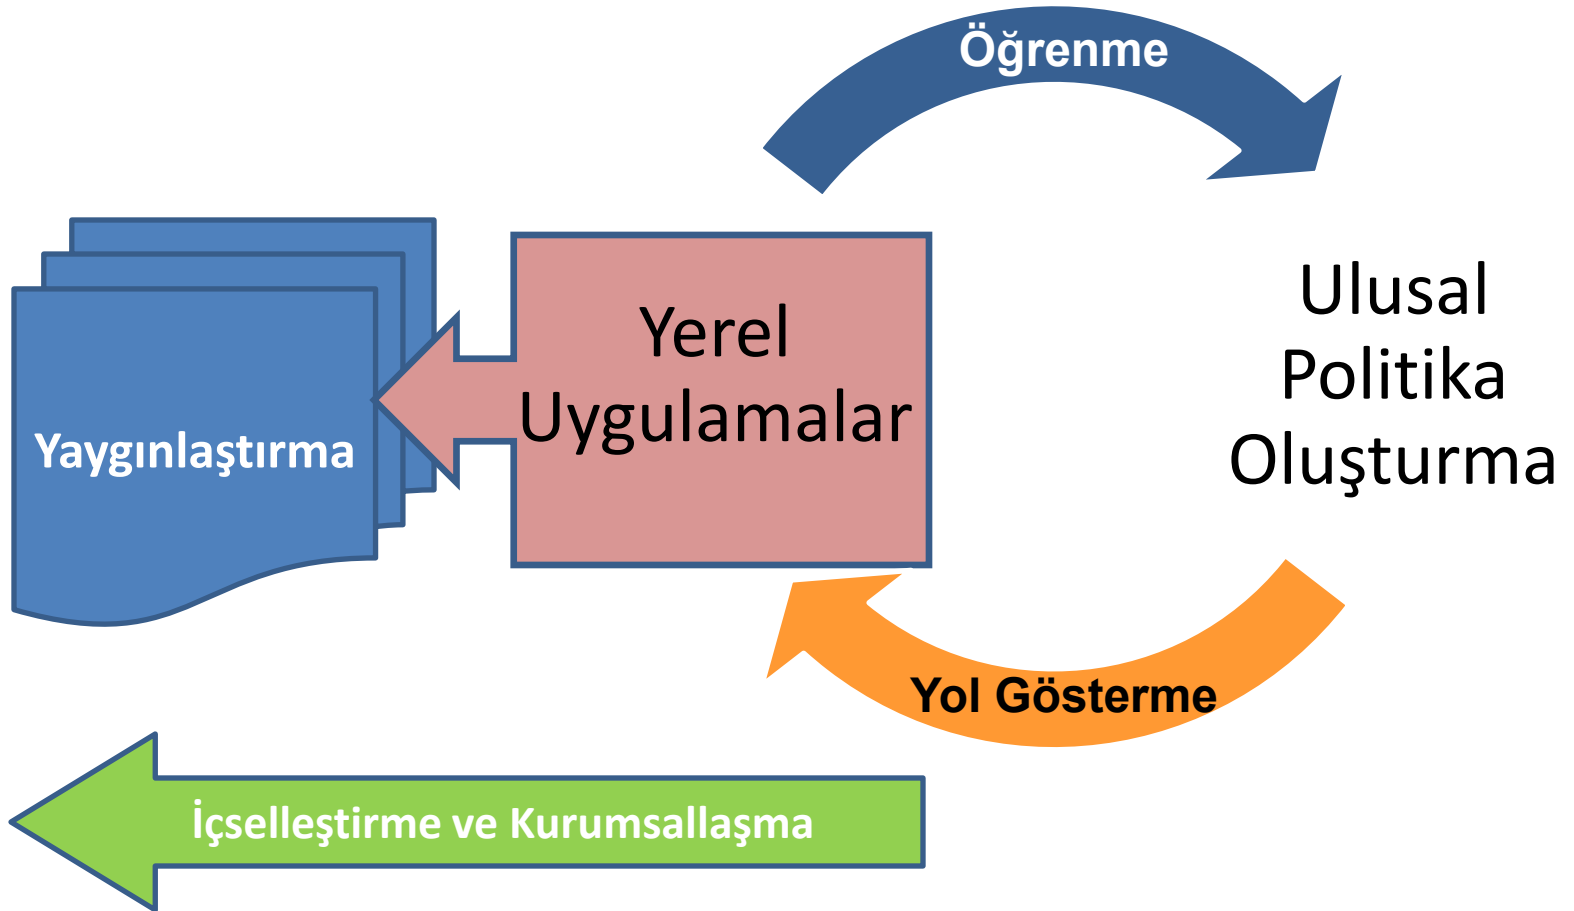 Öğrenme
Yerel
Uygulamalar
Ulusal
Politika
Oluşturma
Yaygınlaştırma
Yol Gösterme
İçselleştirme ve Kurumsallaşma